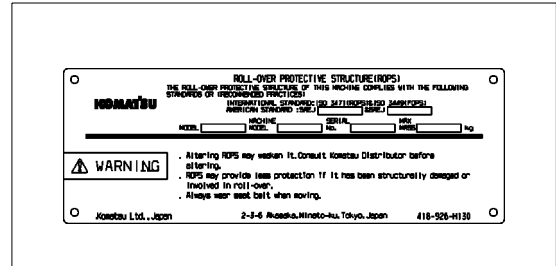 ROLL-OVER PROTECTIVE STRUCTURE(ROPS)
THE ROLL-OVER PROTECTIVE STRUCTURE OF THIS MACHINE COMPLIES WITH THE FOLLOWING
STANDARDS OR (RECOMMENDED PRACTICES)
KOMATSU
INTERNATIONAL STANDARD:ISO 3471(ROPS)&ISO 3449(FOPS)
AMERICAN STANDARD :SAEJ &SAEJ
MODEL MACHINE MODEL SERIAL No. MAX MASS kg
WARNING
. Altering ROPS may weaken it.Consult Komatsu Distributor before
altering.
. ROPS may provide less protection if it has been structurally damaged or
involved in roll-over.
. Always wear seat belt when moving.
Komatsu Ltd.,Japan 2-3-6 Akasaka,Minato-ku,Tokyo,Japan 418-926-H130